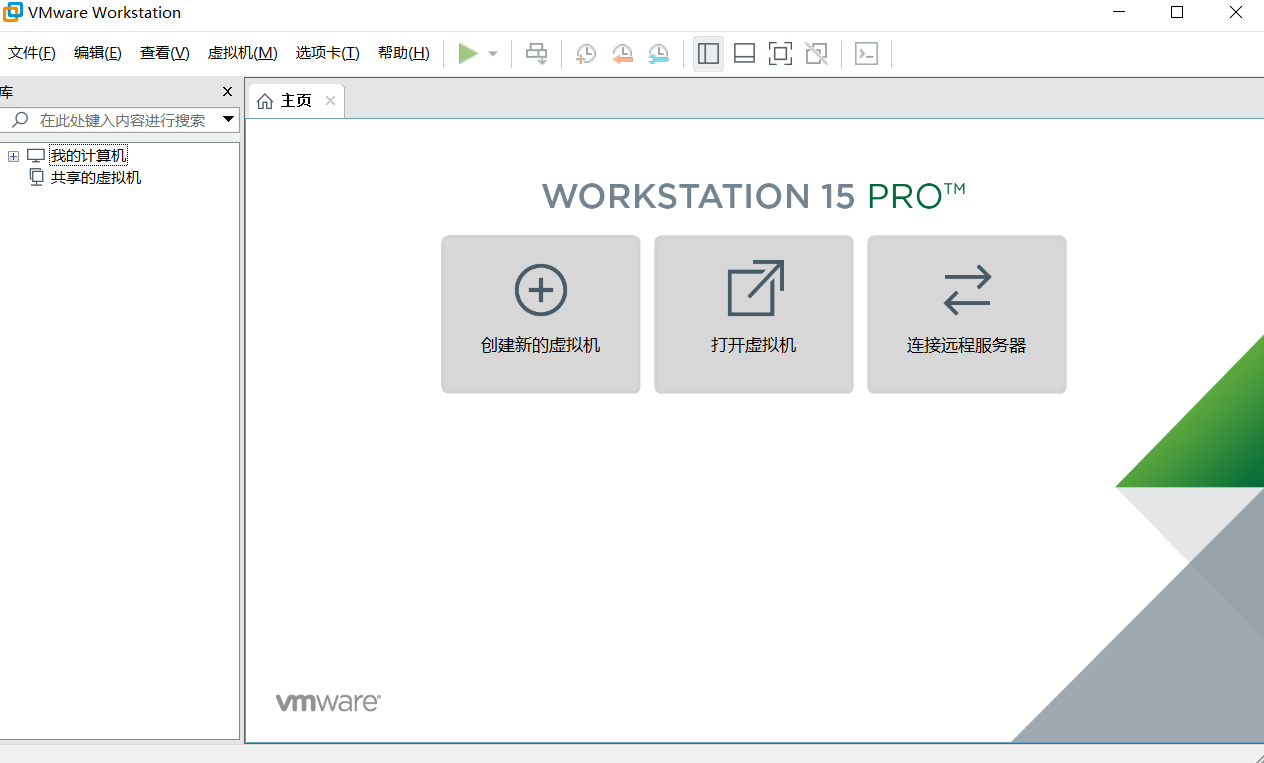 VMware Workstation
文件(F) 编辑(E) 查看(V) 虚拟机(M) 选项卡(T) 帮助(H)
库
主页
在此处键入内容进行搜索
我的计算机
共享的虚拟机
WORKSTATION 15 PRO™
创建新的虚拟机 打开虚拟机 连接远程服务器
vmware®